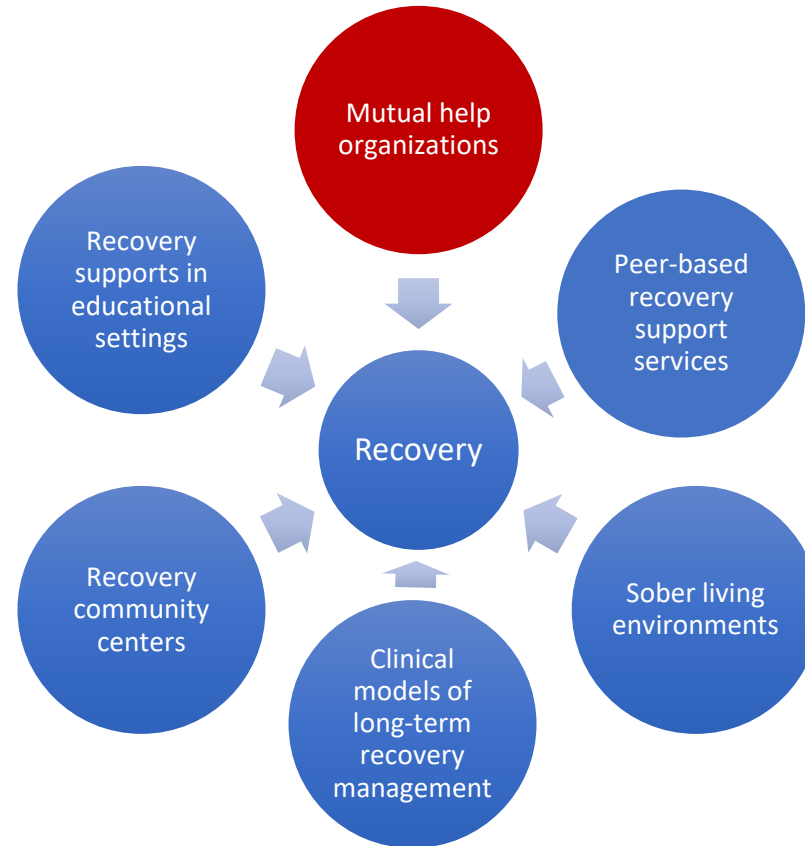 Mutual help
organizations
Recovery
supports in
educational
settings
Peer-based
recovery
support
services
Recovery
Recovery
community
centers
Sober living
environments
Clinical
models of
long-term
recovery
management